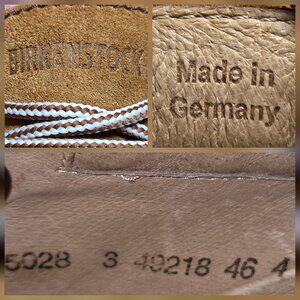 BIRKENSTOCK
Made in
Germany
5028 3 49218 46 4